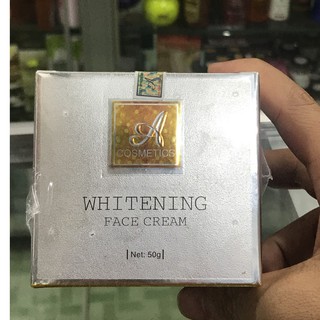 A
COSMETICS
WHITENING
FACE CREAM
| Net: 50g |